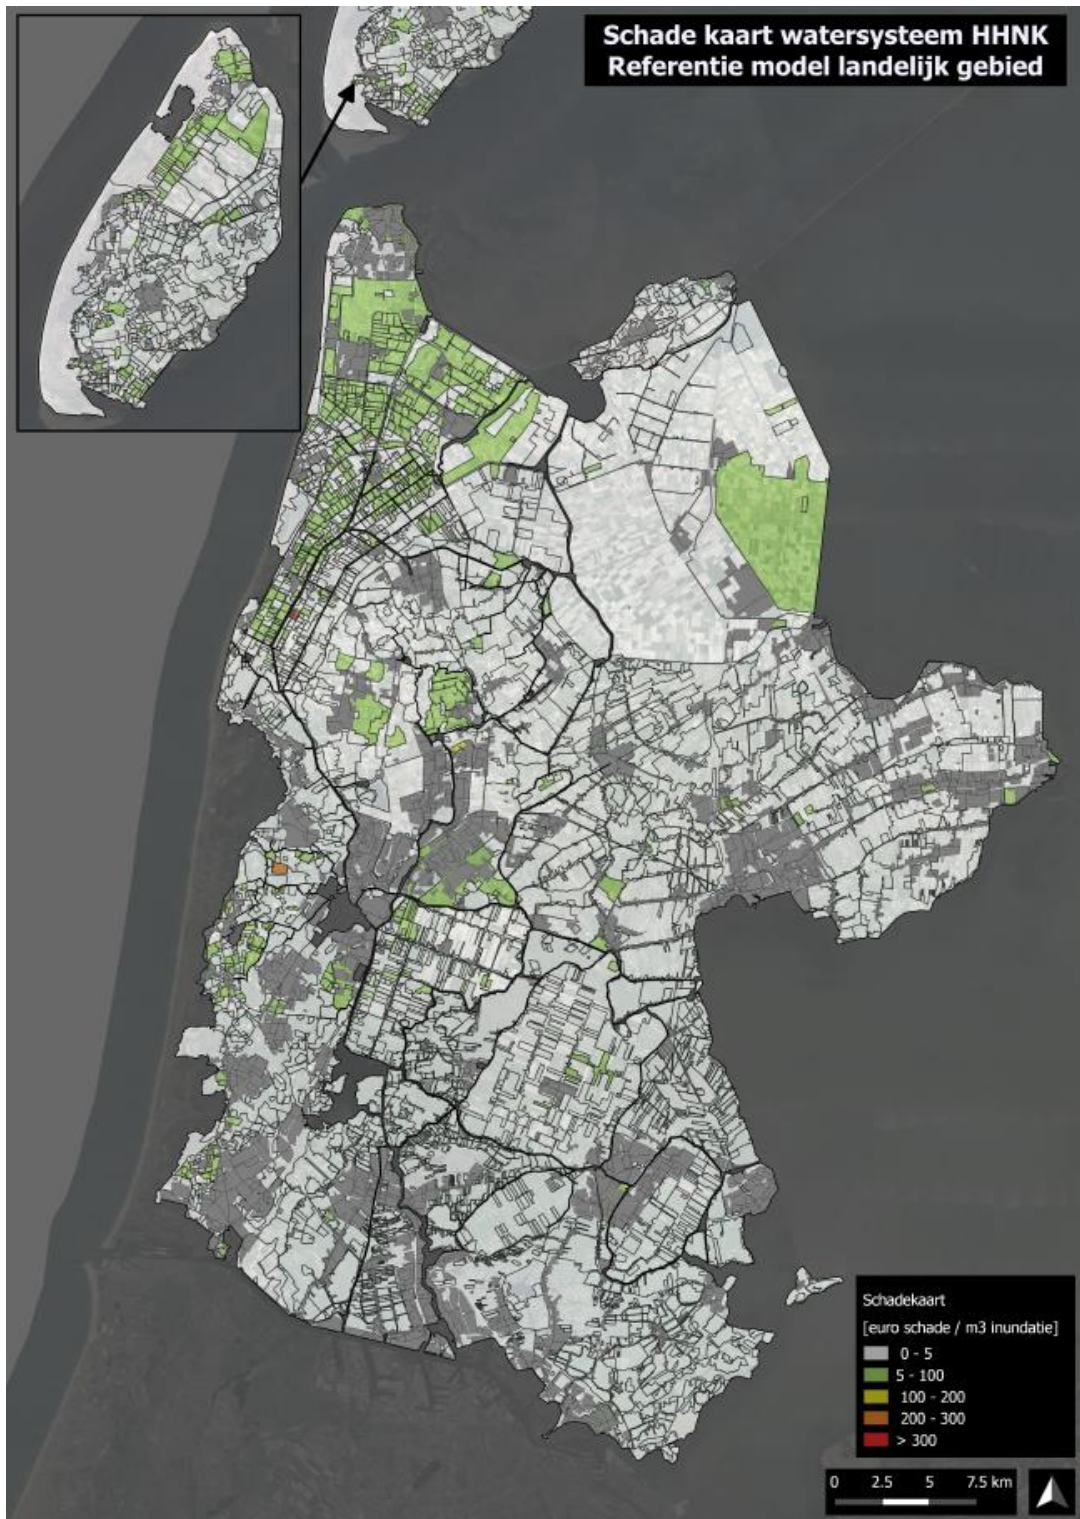 Schade kaart watersysteem HHNK
Referentie model landelijk gebied
Schadekaart
[euro schade / m3 inundatie]
0 - 5
5 - 100
100 - 200
200 - 300
> 300
0 2.5 5 7.5 km